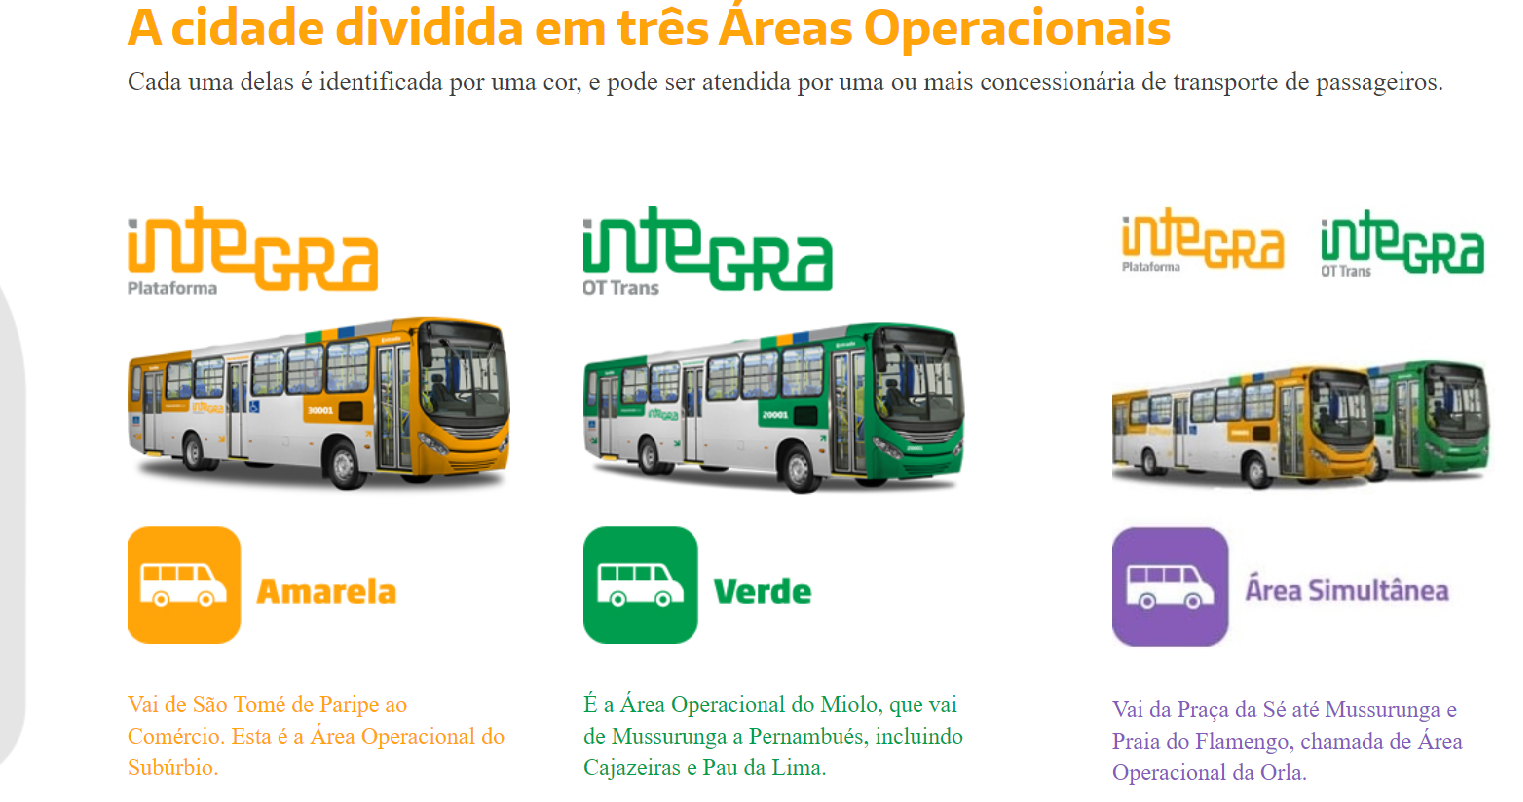 A cidade dividida em três Áreas Operacionais
Cada uma delas é identificada por uma cor, e pode ser atendida por uma ou mais concessionária de transporte de passageiros.
integra
Plataforma
integra
OT Trans
integra
Plataforma
integra
OT Trans
integra
30001
integra
20001
Amarela
Verde
Área Simultânea
Vai de São Tomé de Paripe ao
Comércio. Esta é a Área Operacional do
Subúrbio.
É a Área Operacional do Miolo, que vai
de Mussurunga a Pernambués, incluindo
Cajazeiras e Pau da Lima.
Vai da Praça da Sé até Mussurunga e
Praia do Flamengo, chamada de Área
Operacional da Orla.